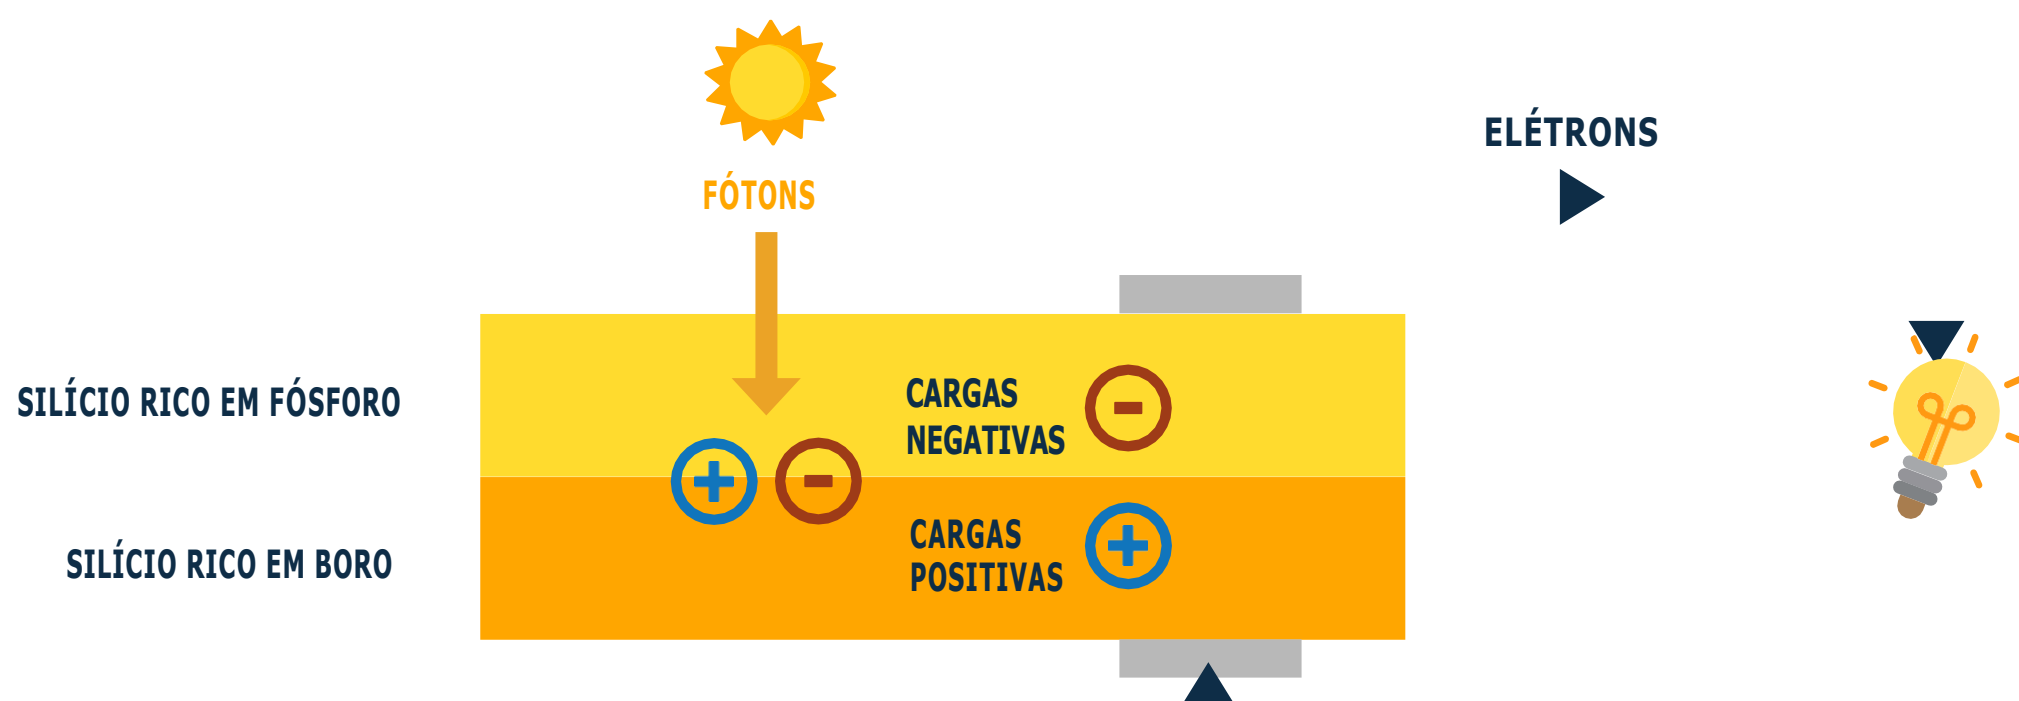 ELÉTRONS
FÓTONS
SILÍCIO RICO EM FÓSFORO
CARGAS
NEGATIVAS
SILÍCIO RICO EM BORO
CARGAS
POSITIVAS